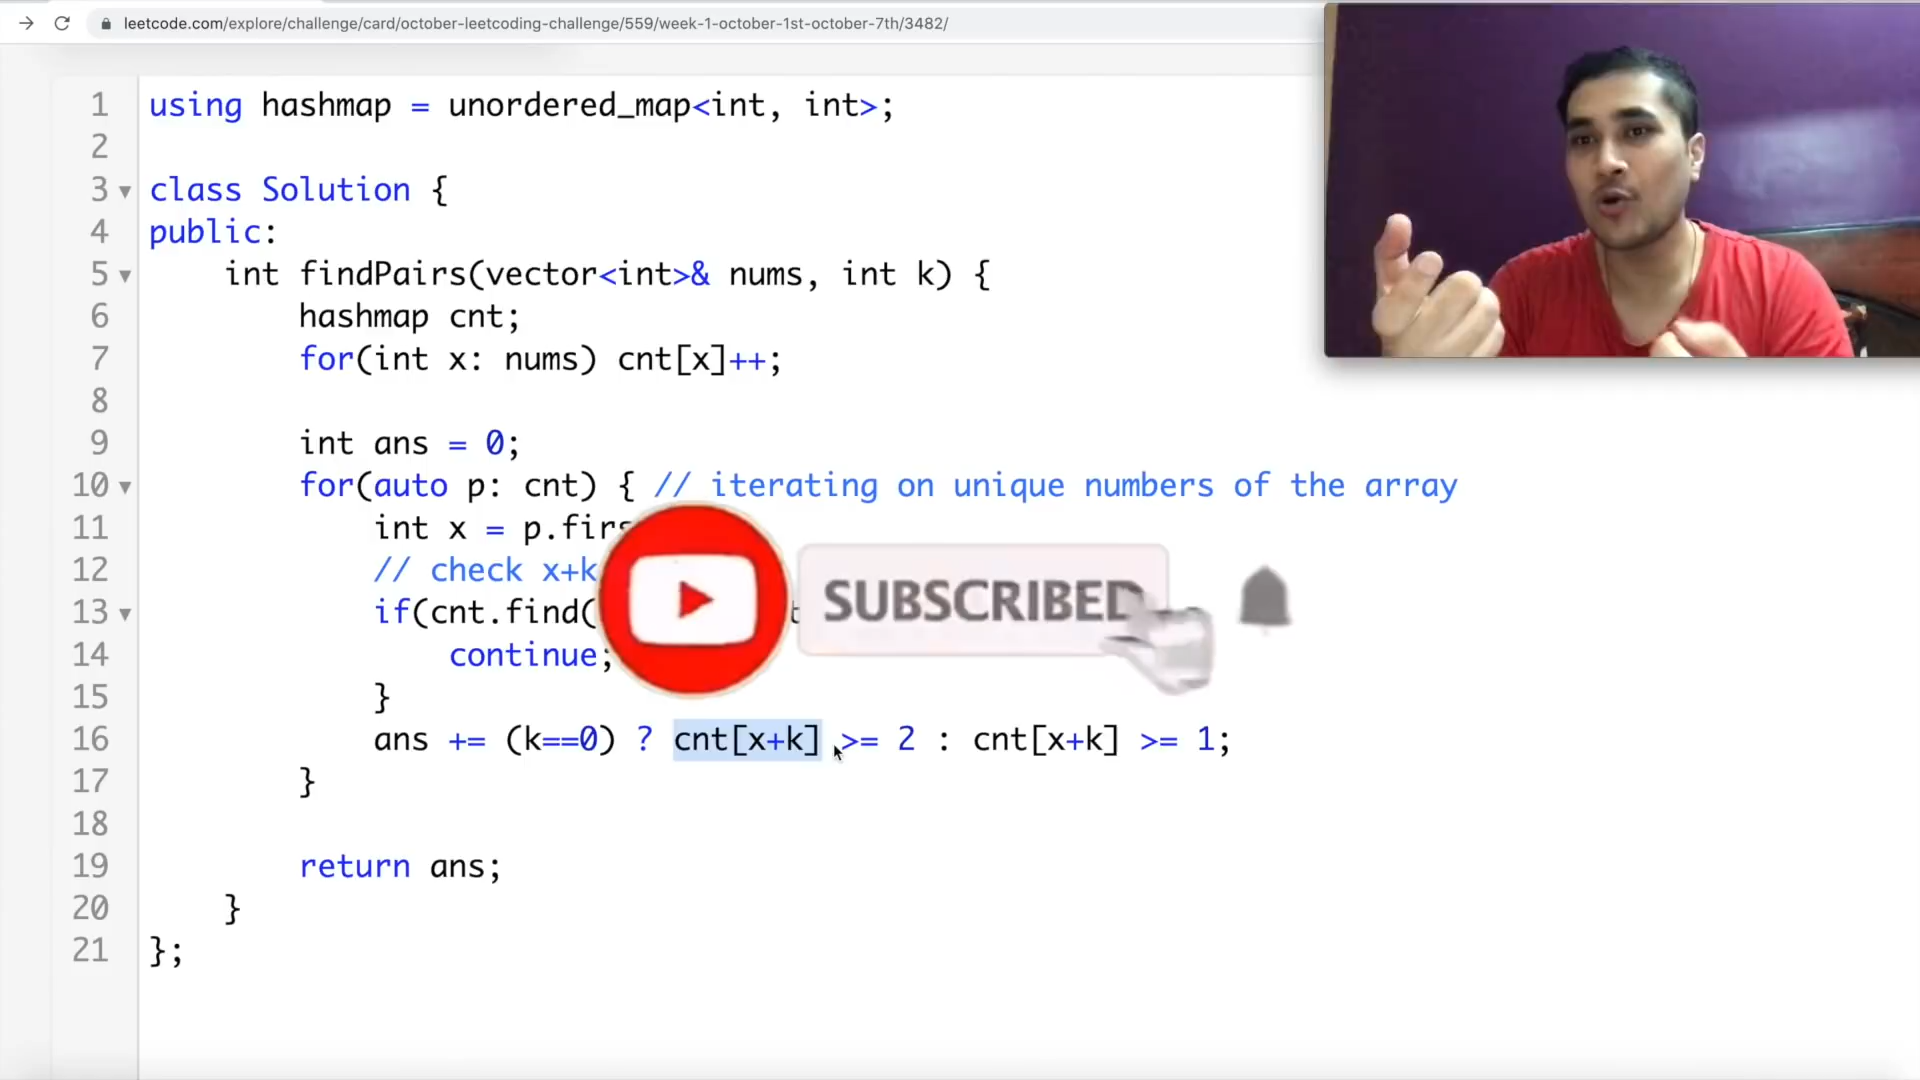 leetcode.com/explore/challenge/card/october-leetcoding-challenge/559/week-1-october-1st-october-7th/3482/
1 using hashmap = unordered_map<int, int>;
2
3 class Solution {
4 public:
5 int findPairs(vector<int>& nums, int k) {
6 hashmap cnt;
7 for(int x: nums) cnt[x]++;
8
9 int ans = 0;
10 for(auto p: cnt) { // iterating on unique numbers of the array
11 int x = p.firs
12 // check x+k
13 if(cnt.find(
14 continue;
15 }
16 ans += (k==0) ? cnt[x+k] >= 2 : cnt[x+k] >= 1;
17 }
18
19 return ans;
20 }
21 };
SUBSCRIBED